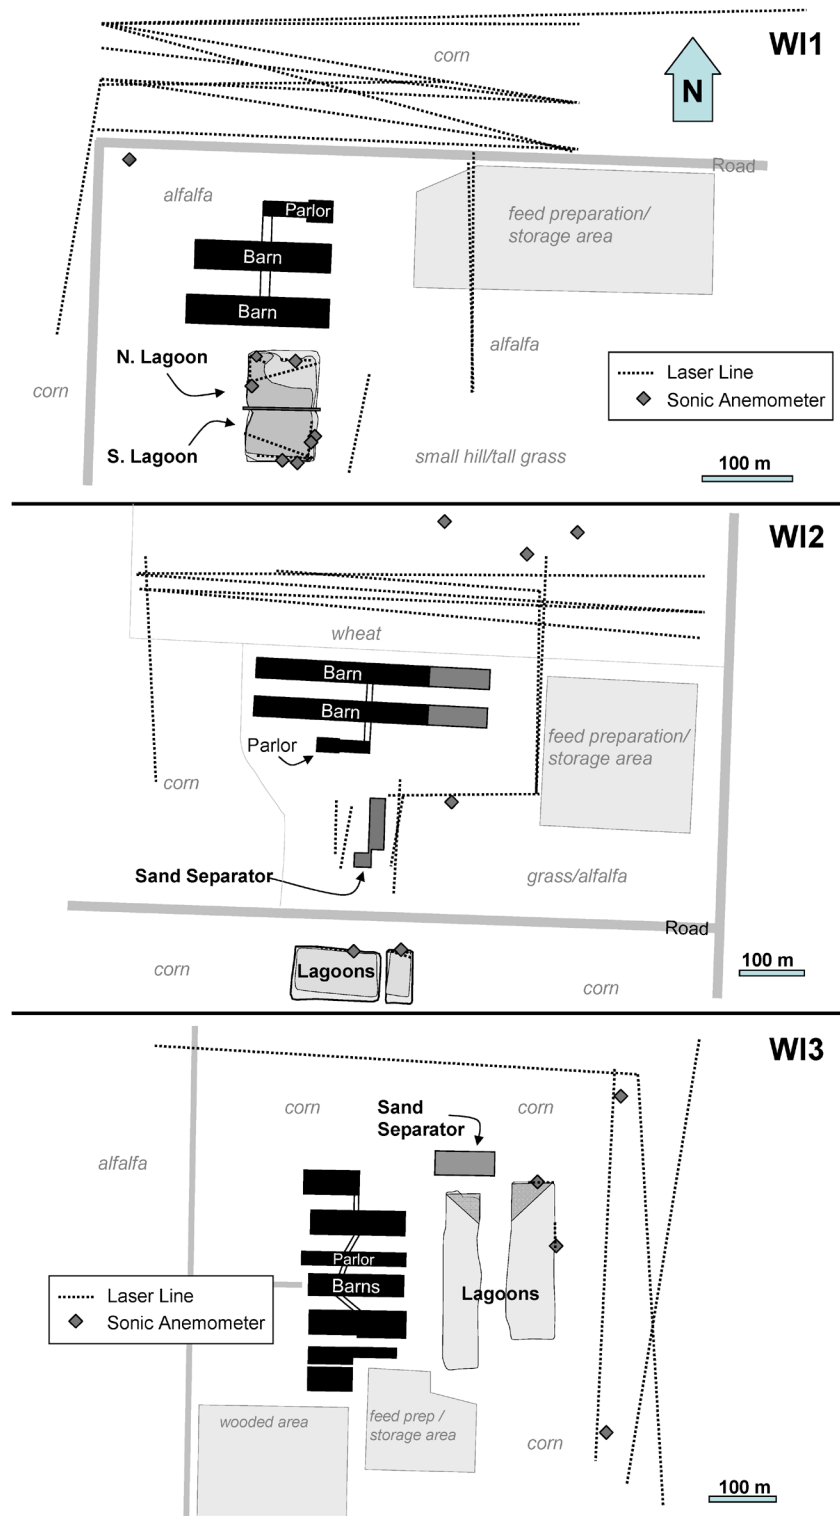 WI1
corn
N
Road
alfalfa
Parlor
feed preparation/
storage area
Barn
Barn
alfalfa
N. Lagoon
Laser Line
corn
Sonic Anemometer
S. Lagoon
small hill/tall grass
100 m
WI2
wheat
Barn
Barn
Parlor
feed preparation/
storage area
corn
Sand Separator
grass/alfalfa
Road
corn
Lagoons
100 m
corn
WI3
corn
Sand
Separator
corn
alfalfa
Parlor
Barns
Laser Line
Lagoons
Sonic Anemometer
wooded area
feed prep /
storage area
corn
100 m